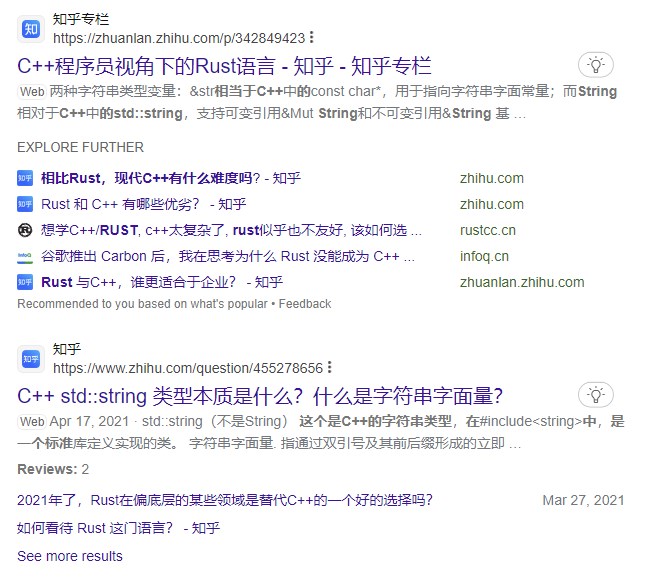 知
知乎专栏
https://zhuanlan.zhihu.com/p/342849423
C++程序员视角下的Rust语言 - 知乎 - 知乎专栏
Web 两种字符串类型变量：&str相当于C++中的const char*，用于指向字符串字面常量；而String
相对于C++中的std::string，支持可变引用&Mut String和不可变引用&String 基 ...
EXPLORE FURTHER
知乎 相比Rust，现代C++有什么难度吗? - 知乎 zhihu.com
知乎 Rust 和 C++ 有哪些优劣？ - 知乎 zhihu.com
想学C++/RUST, c++太复杂了, rust似乎也不友好, 该如何选 ... rustcc.cn
InfoQ 谷歌推出 Carbon 后，我在思考为什么 Rust 没能成为 C++ ... infoq.cn
知乎 Rust 与C++，谁更适合于企业？ - 知乎 zhuanlan.zhihu.com
Recommended to you based on what's popular • Feedback
知乎
知乎
https://www.zhihu.com/question/455278656
C++ std::string 类型本质是什么？什么是字符串字面量？
Web Apr 17, 2021 · std::string（不是String） 这个是C++的字符串类型，在#include<string>中，是
一个标准库定义实现的类。 字符串字面量. 指通过双引号及其前后缀形成的立即 ...
Reviews: 2
2021年了，Rust在偏底层的某些领域是替代C++的一个好的选择吗？ Mar 27, 2021
如何看待 Rust 这门语言？ - 知乎
See more results